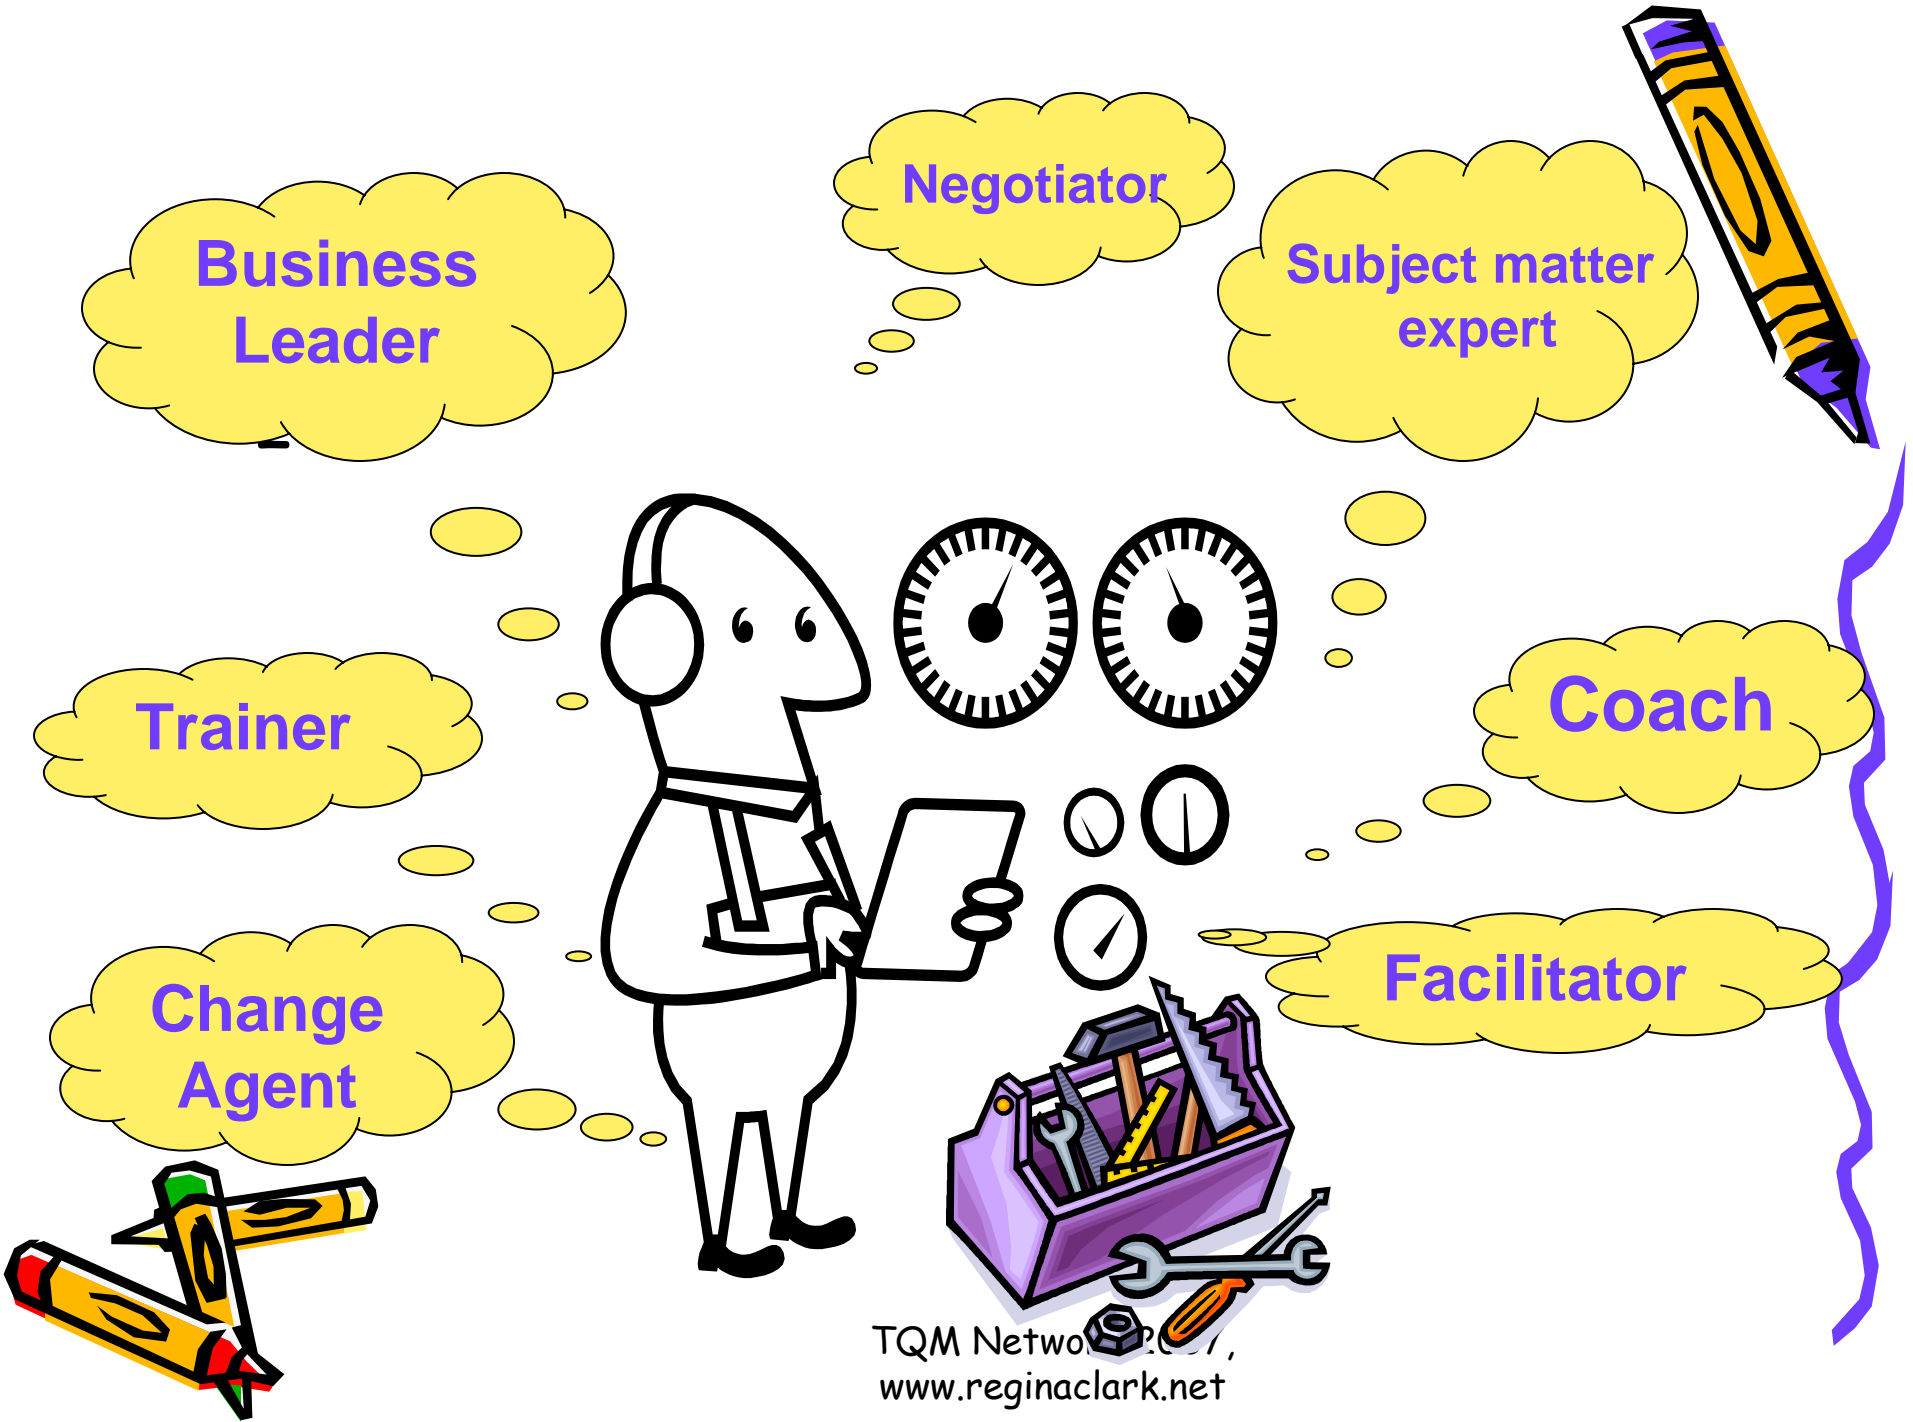 Negotiator
Business
Leader
Subject matter
expert
Trainer
Coach
Change
Agent
Facilitator
TQM
www.reginaclark.net